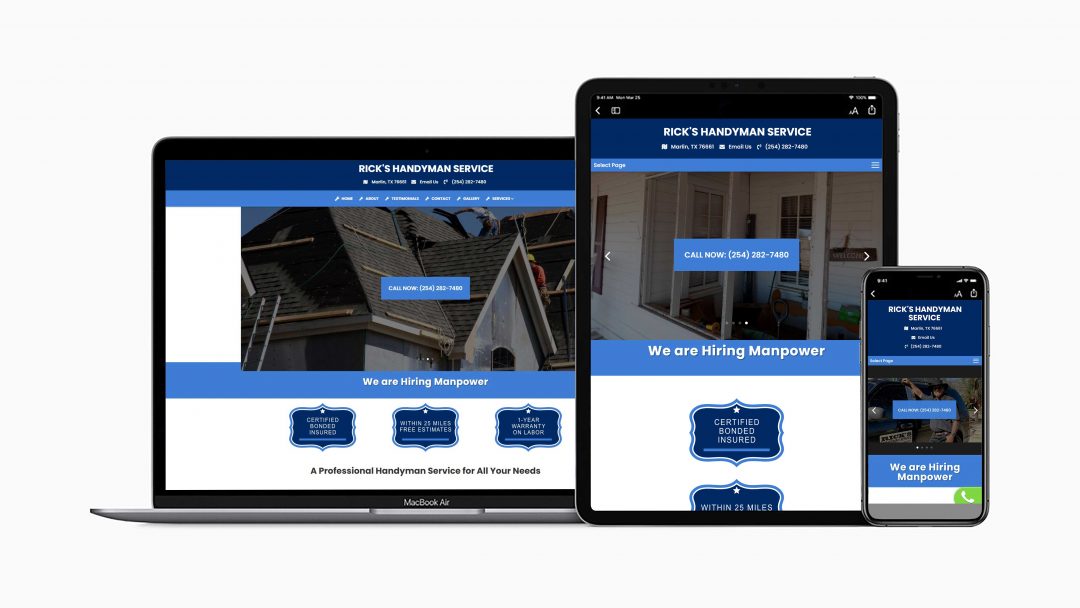 RICK'S HANDYMAN SERVICE
Marlin, TX 76661 Email Us (254) 282-7480
HOME ABOUT TESTIMONIALS CONTACT GALLERY SERVICES
CALL NOW: (254) 282-7480
We are Hiring Manpower
CERTIFIED
BONDED
INSURED
WITHIN 25 MILES
FREE ESTIMATES
1-YEAR
WARRANTY
ON LABOR
A Professional Handyman Service for All Your Needs
MacBook Air
9:41 AM Mon Mar 25 100%
AA
RICK'S HANDYMAN SERVICE
Marlin, TX 76661 Email Us (254) 282-7480
Select Page
WELCOME
CALL NOW: (254) 282-7480
We are Hiring Manpower
CERTIFIED
BONDED
INSURED
WITHIN 25 MILES
9:41
AA
RICK'S HANDYMAN
SERVICE
Marlin, TX 76661
Email Us
(254) 282-7480
Select Page
CALL NOW: (254) 282-7480
RICK'S
We are Hiring
Manpower